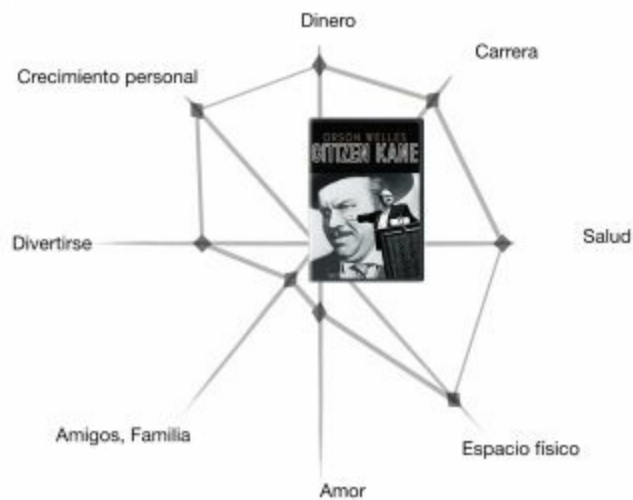 Dinero
Carrera
Crecimiento personal
ORSON WELLES
CITIZEN KANE
Divertirse
Salud
Amigos, Familia
Espacio físico
Amor